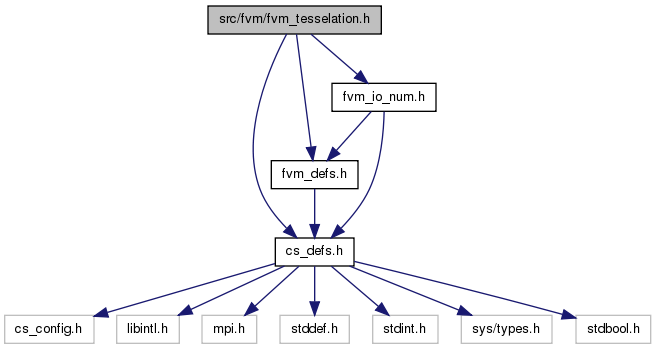 src/fvm/fvm_tesselation.h
fvm_io_num.h
fvm_defs.h
cs_defs.h
cs_config.h
libintl.h
mpi.h
stddef.h
stdint.h
sys/types.h
stdbool.h